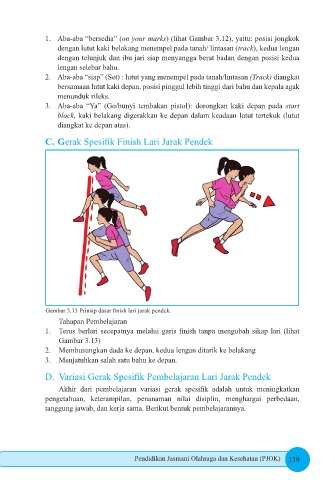 1. Aba-aba “bersedia” (on your marks) (lihat Gambar 3.12), yaitu: posisi jongkok
dengan lutut kaki belakang menempel pada tanah/ lintasan (track), kedua lengan
dengan telunjuk dan ibu jari siap menyangga berat badan dengan posisi kedua
lengan selebar bahu.
2. Aba-aba “siap” (Set) : lutut yang menempel pada tanah/lintasan (Track) diangkat
bersamaan lutut kaki depan, posisi pinggul lebih tinggi dari bahu dan kepala agak
menunduk rileks.
3. Aba-aba “Ya” (Go/bunyi tembakan pistol): dorongkan kaki depan pada start
block, kaki belakang digerakkan ke depan dalam keadaan lutut tertekuk (lutut
diangkat ke depan atas).
C. Gerak Spesifik Finish Lari Jarak Pendek
Gambar 3.13 Prinsip dasar finish lari jarak pendek.
Tahapan Pembelajaran
1. Terus berlari secepatnya melalui garis finish tanpa mengubah sikap lari (lihat
Gambar 3.13)
2. Membusungkan dada ke depan, kedua lengan ditarik ke belakang
3. Menjatuhkan salah satu bahu ke depan.
D. Variasi Gerak Spesifik Pembelajaran Lari Jarak Pendek
Akhir dari pembelajaran variasi gerak spesifik adalah untuk meningkatkan
pengetahuan, keterampilan, penanaman nilai disiplin, menghargai perbedaan,
tanggung jawab, dan kerja sama. Berikut bentuk pembelajarannya.
Pendidikan Jasmani Olahraga dan Kesehatan (PJOK) 139